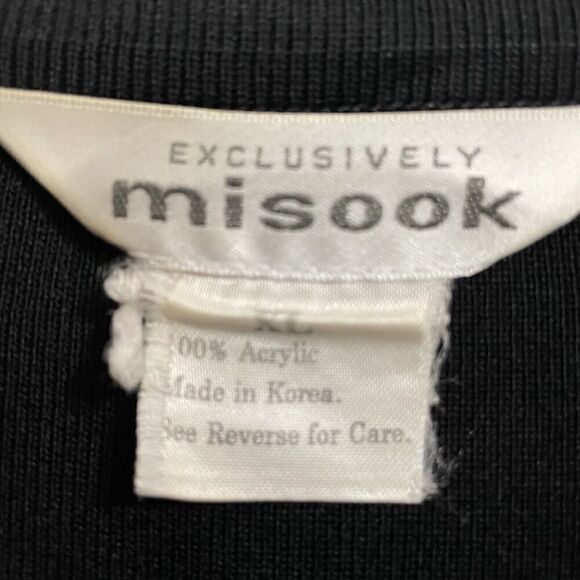 EXCLUSIVELY
misook
XL
100% Acrylic
Made in Korea.
See Reverse for Care.